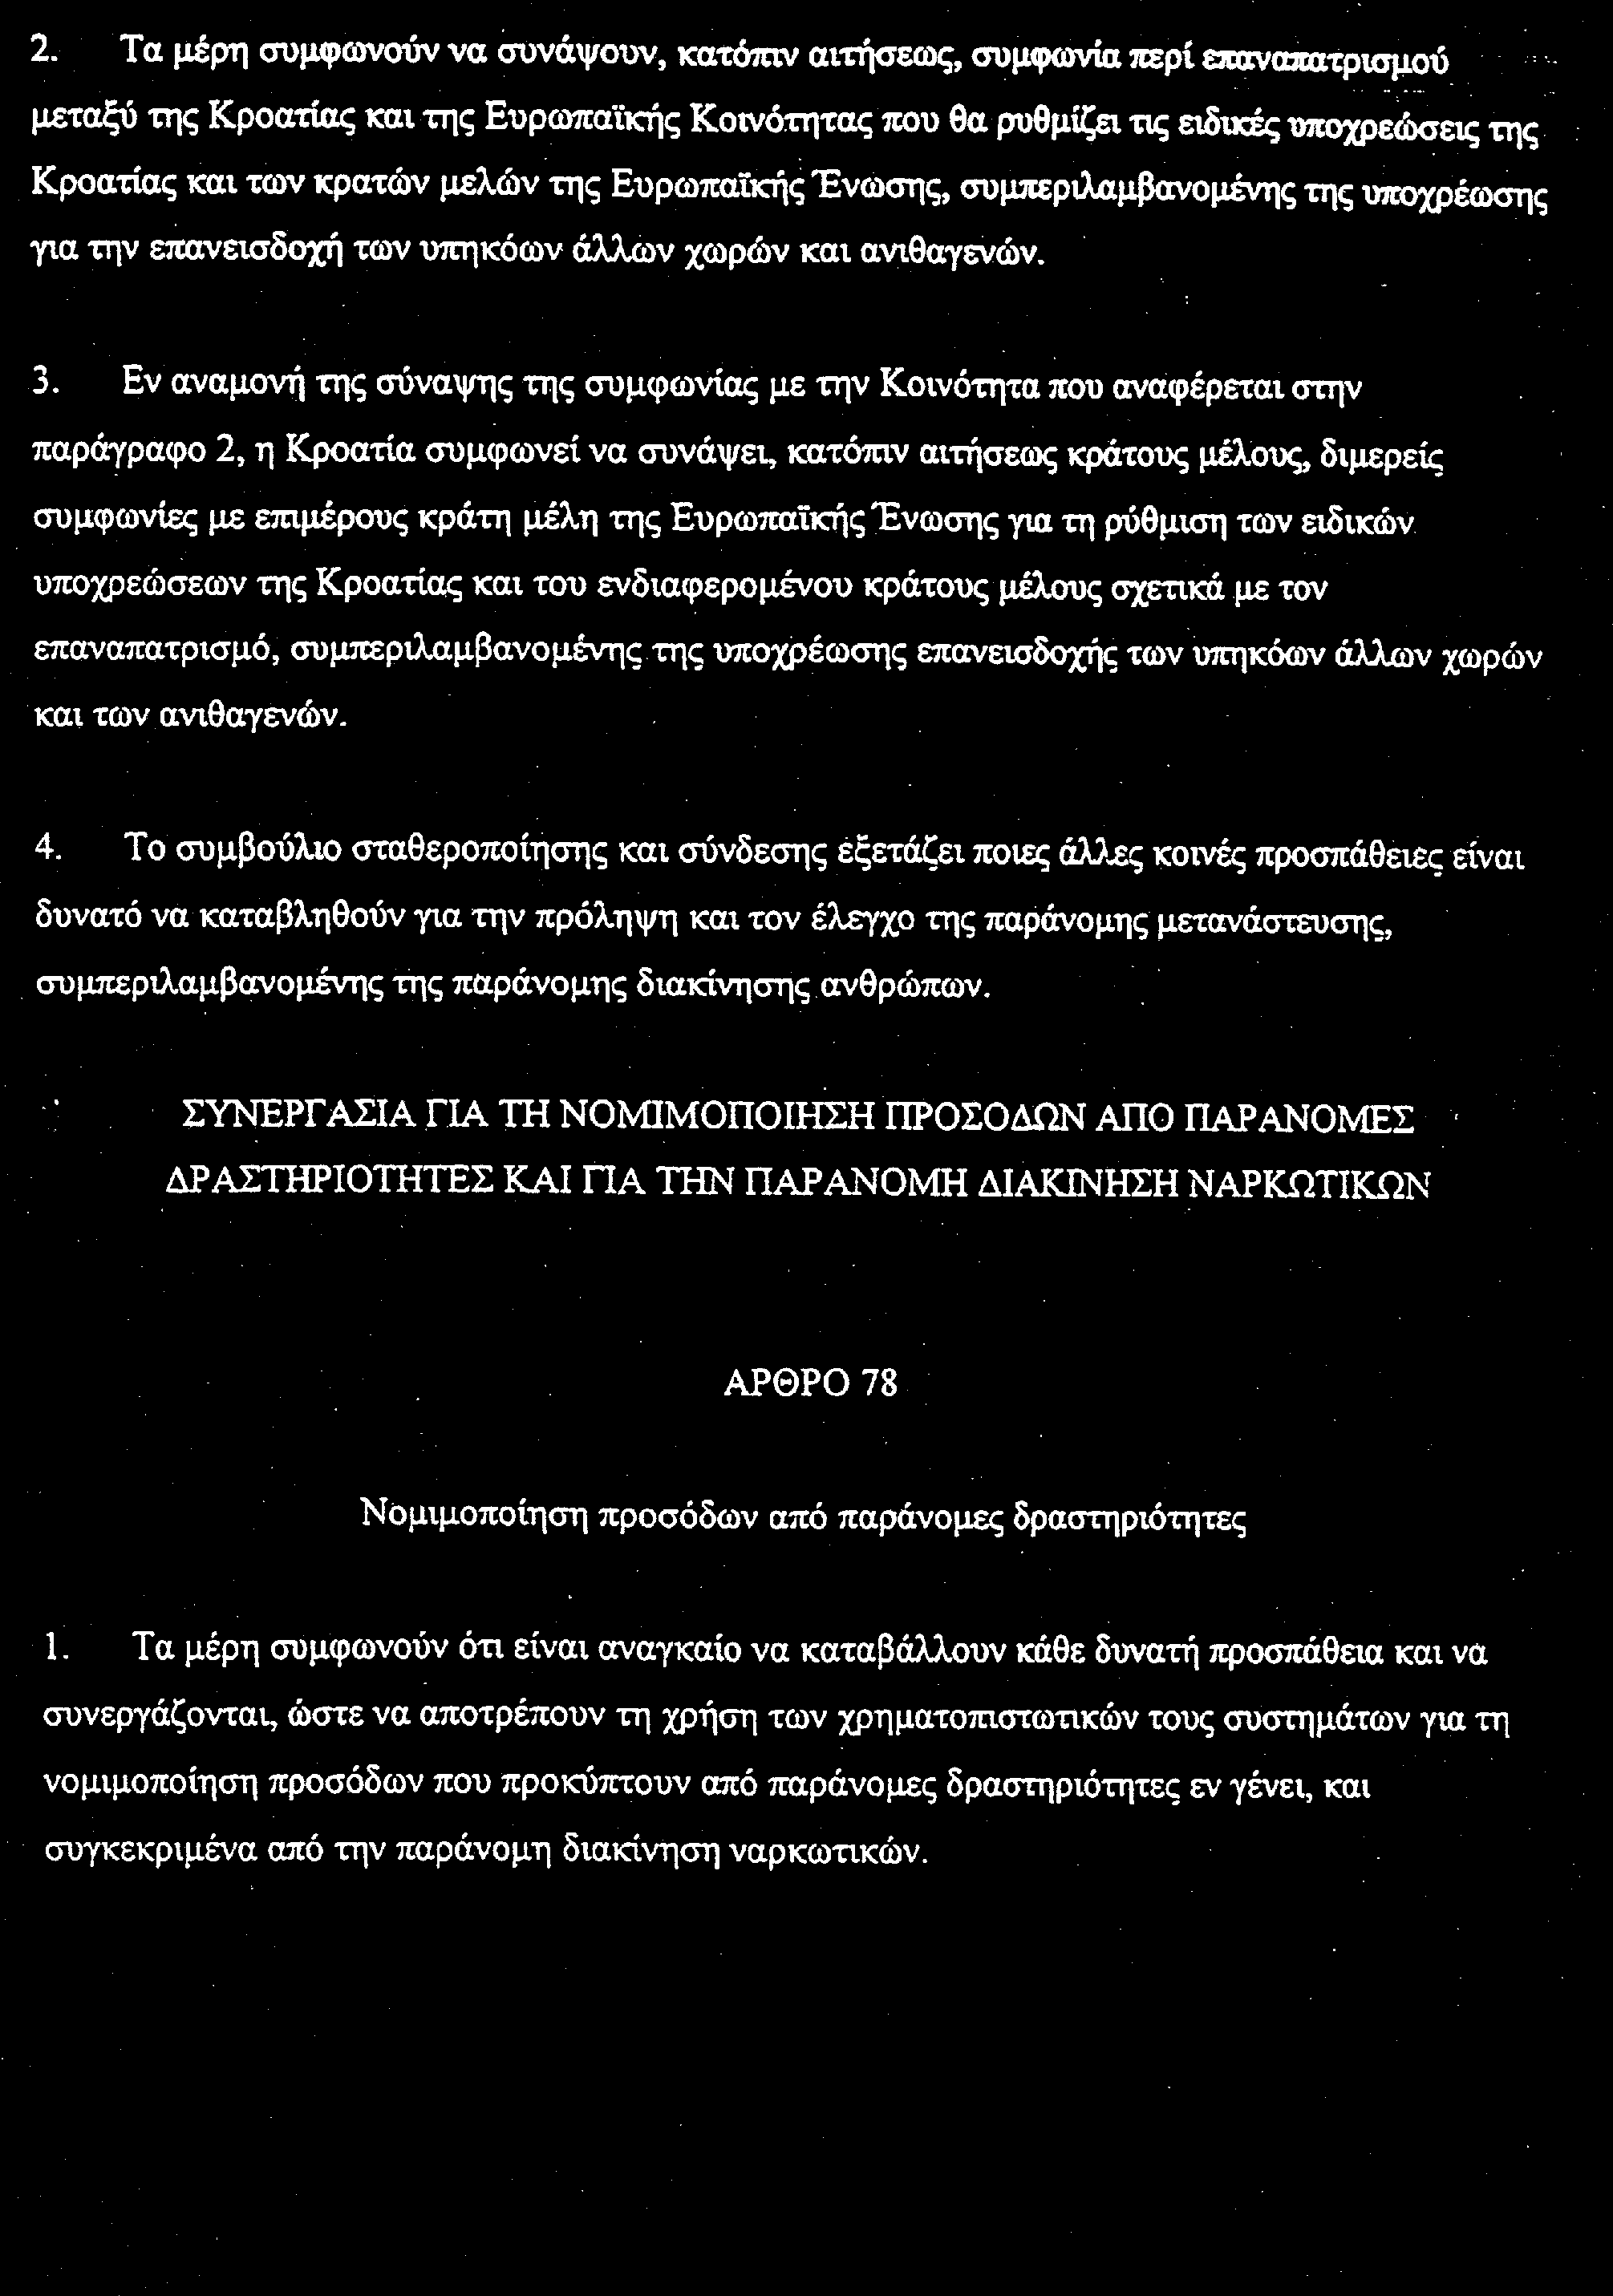 2. Τα μέρη συμφωνούν να συνάψουν, κατόπιν αιτήσεως, συμφωνία περί επαναπατρισμού
μεταξύ της Κροατίας και της Ευρωπαϊκής Κοινότητας που θα ρυθμίζει τις ειδικές υποχρεώσεις της
Κροατίας και των κρατών μελών της Ευρωπαϊκής Ένωσης, συμπεριλαμβανομένης της υποχρέωσης
για την επανεισδοχή των υπηκόων άλλων χωρών και ανιθαγενών.
3. Εν αναμονή της σύναψης της συμφωνίας με την Κοινότητα που αναφέρεται στην
παράγραφο 2, η Κροατία συμφωνεί να συνάψει, κατόπιν αιτήσεως κράτους μέλους, διμερείς
συμφωνίες με επιμέρους κράτη μέλη της Ευρωπαϊκής Ένωσης για τη ρύθμιση των ειδικών
υποχρεώσεων της Κροατίας και του ενδιαφερομένου κράτους μέλους σχετικά με τον
επαναπατρισμό, συμπεριλαμβανομένης της υποχρέωσης επανεισδοχής των υπηκόων άλλων χωρών
και των ανιθαγενών.
4. Το συμβούλιο σταθεροποίησης και σύνδεσης εξετάζει ποιες άλλες κοινές προσπάθειες είναι
δυνατό να καταβληθούν για την πρόληψη και τον έλεγχο της παράνομης μετανάστευσης,
συμπεριλαμβανομένης της παράνομης διακίνησης ανθρώπων.
ΣΥΝΕΡΓΑΣΙΑ ΓΙΑ ΤΗ ΝΟΜΙΜΟΠΟΙΗΣΗ ΠΡΟΣΟΔΩΝ ΑΠΟ ΠΑΡΑΝΟΜΕΣ
ΔΡΑΣΤΗΡΙΟΤΗΤΕΣ ΚΑΙ ΓΙΑ ΤΗΝ ΠΑΡΑΝΟΜΗ ΔΙΑΚΙΝΗΣΗ ΝΑΡΚΩΤΙΚΩΝ
ΑΡΘΡΟ 78
Νομιμοποίηση προσόδων από παράνομες δραστηριότητες
1. Τα μέρη συμφωνούν ότι είναι αναγκαίο να καταβάλλουν κάθε δυνατή προσπάθεια και να
συνεργάζονται, ώστε να αποτρέπουν τη χρήση των χρηματοπιστωτικών τους συστημάτων για τη
νομιμοποίηση προσόδων που προκύπτουν από παράνομες δραστηριότητες εν γένει, και
συγκεκριμένα από την παράνομη διακίνηση ναρκωτικών.